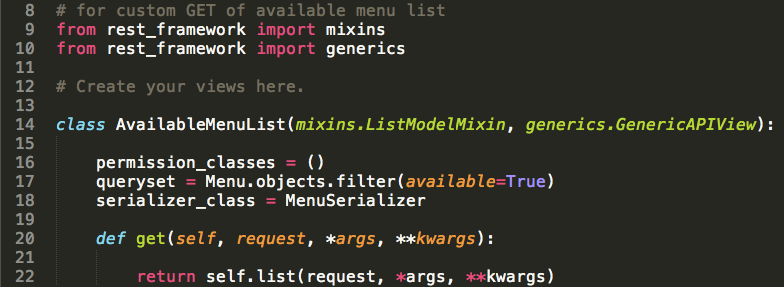 8 # for custom GET of available menu list
9 from rest_framework import mixins
10 from rest_framework import generics
11
12 # Create your views here.
13
14 class AvailableMenuList(mixins.ListModelMixin, generics.GenericAPIView):
15
16     permission_classes = ()
17     queryset = Menu.objects.filter(available=True)
18     serializer_class = MenuSerializer
19
20     def get(self, request, *args, **kwargs):
21
22         return self.list(request, *args, **kwargs)